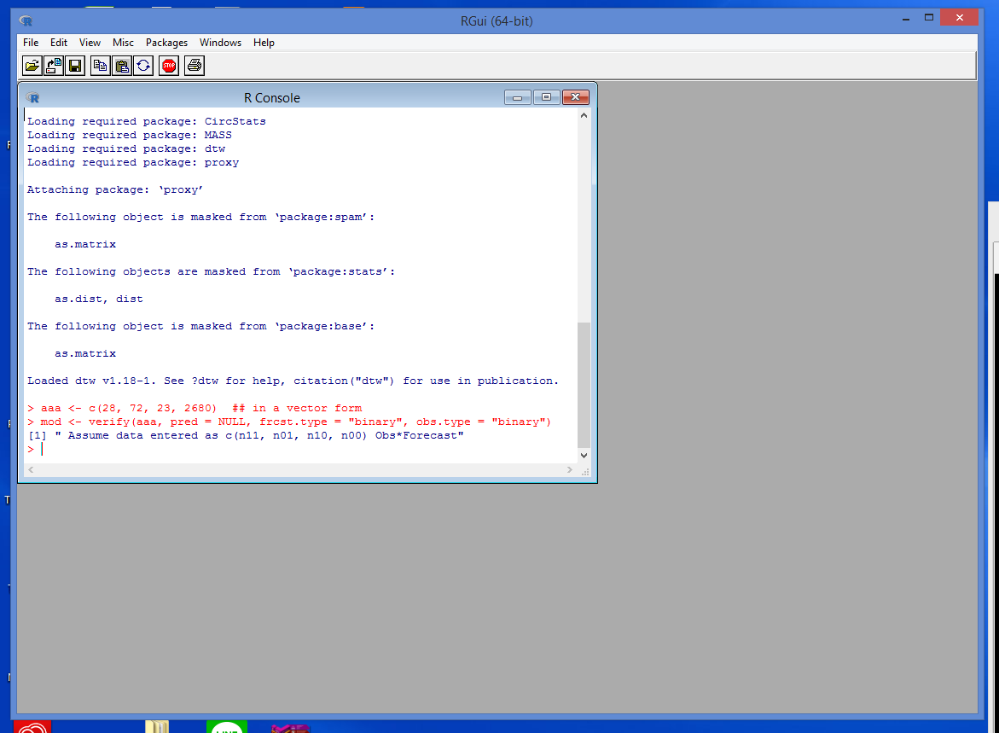 RGui (64-bit)
File Edit View Misc Packages Windows Help
STOP
R Console
Loading required package: CircStats
Loading required package: MASS
Loading required package: dtw
Loading required package: proxy
Attaching package: ‘proxy’
The following object is masked from ‘package:spam’:
as.matrix
The following objects are masked from ‘package:stats’:
as.dist, dist
The following object is masked from ‘package:base’:
as.matrix
Loaded dtw v1.18-1. See ?dtw for help, citation("dtw") for use in publication.
> aaa <- c(28, 72, 23, 2680)  ## in a vector form
> mod <- verify(aaa, pred = NULL, frcst.type = "binary", obs.type = "binary")
[1] " Assume data entered as c(n11, n01, n10, n00) Obs*Forecast"
>